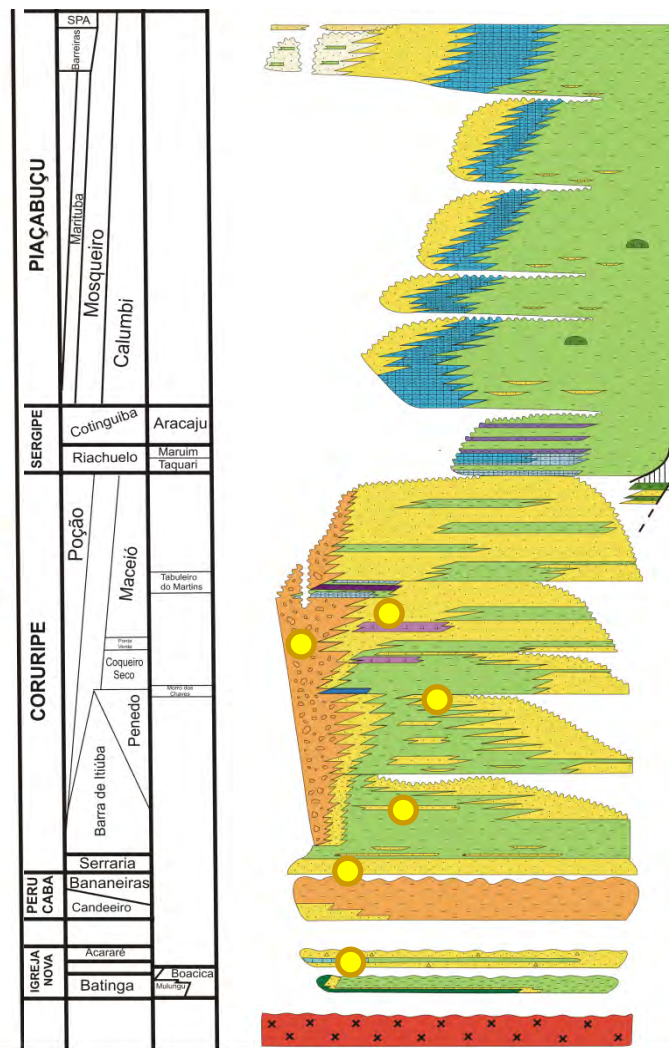 SPA
Barreiras
PIAÇABUÇU
Marituba
Mosqueiro
Calumbi
SERGIPE
Cotinguiba
Aracaju
Riachuelo
Maruim
Taquari
CORURIPE
Poção
Maceió
Tabuleiro
do Martins
Ponta
Verde
Coqueiro
Seco
Morro dos
Chaves
Penedo
Barra de Itiúba
Serraria
PERU
CABA
Bananeiras
Candeeiro
IGREJA
NOVA
Acararé
Boacica
Batinga
Mulungu